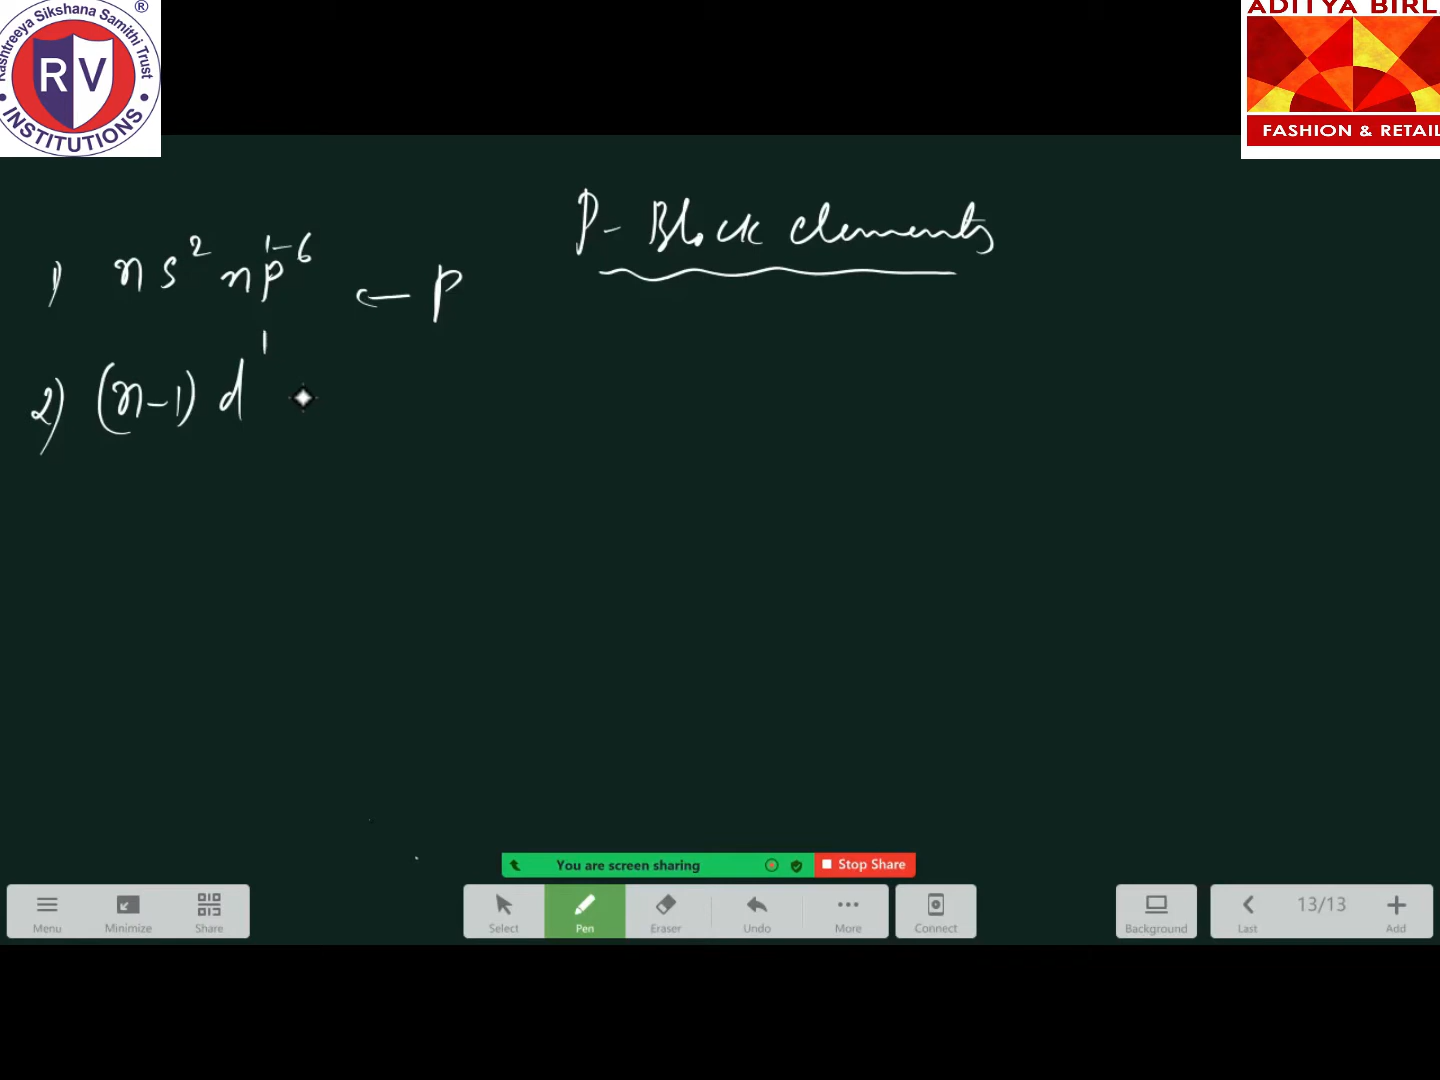 Rashtreeya Sikshana Samithi Trust
®
RV
• INSTITUTIONS •
ADITYA BIRL
FASHION & RETAIL
P- Block elements
1) ns² np¹⁻⁶ ← P
2) (n-1) d¹
You are screen sharing
Stop Share
Menu
Minimize
Share
Select
Pen
Eraser
Undo
More
Connect
Background
Last
13/13
Add